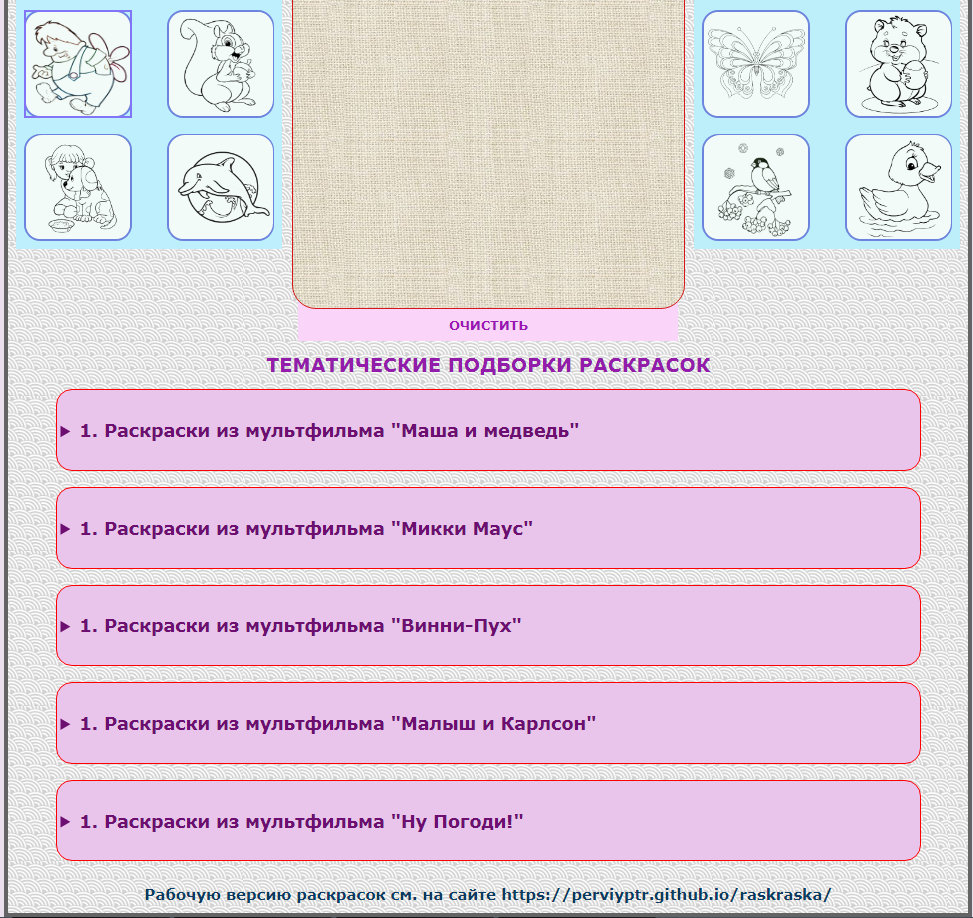 ОЧИСТИТЬ
ТЕМАТИЧЕСКИЕ ПОДБОРКИ РАСКРАСОК
1. Раскраски из мультфильма "Маша и медведь"
1. Раскраски из мультфильма "Микки Маус"
1. Раскраски из мультфильма "Винни-Пух"
1. Раскраски из мультфильма "Малыш и Карлсон"
1. Раскраски из мультфильма "Ну Погоди!"
Рабочую версию раскрасок см. на сайте https://perviyptr.github.io/raskraska/